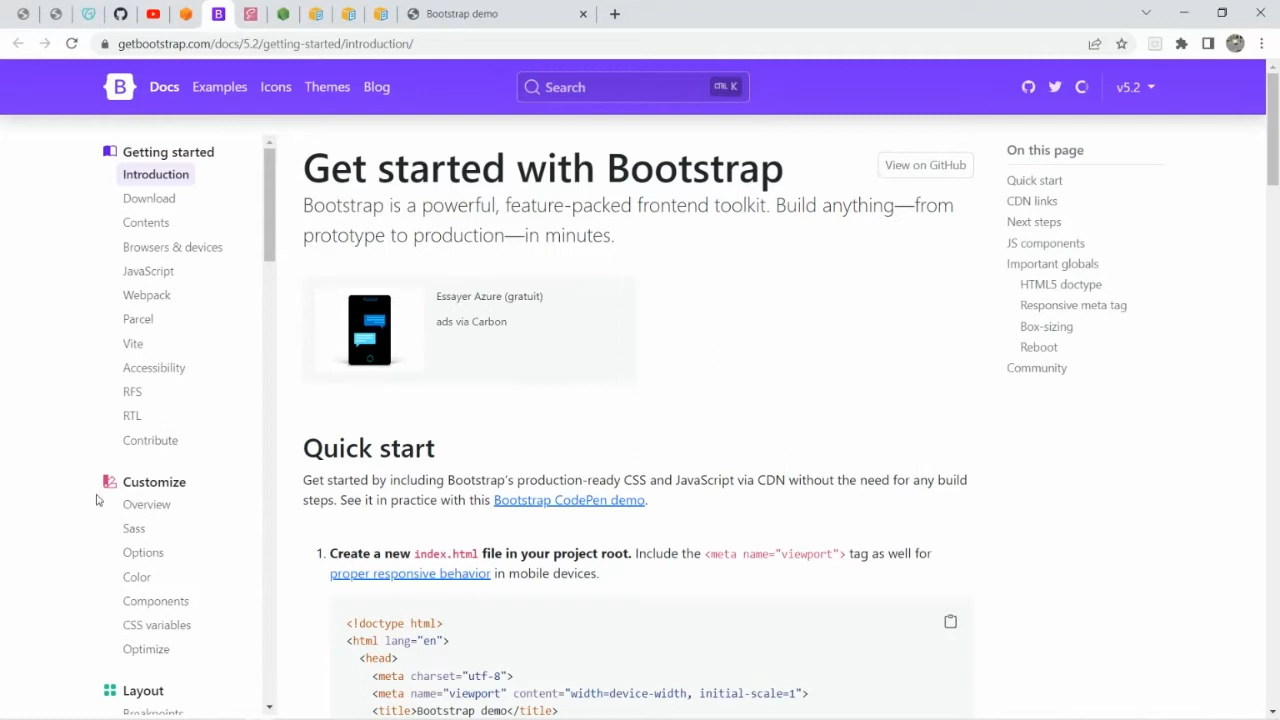 Bootstrap demo
getbootstrap.com/docs/5.2/getting-started/introduction/
B Docs Examples Icons Themes Blog
Search CTRL K
v5.2
Getting started
Introduction
Download
Contents
Browsers & devices
JavaScript
Webpack
Parcel
Vite
Accessibility
RFS
RTL
Contribute
Customize
Overview
Sass
Options
Color
Components
CSS variables
Optimize
Layout
Breakpoints
Get started with Bootstrap
View on GitHub
Bootstrap is a powerful, feature-packed frontend toolkit. Build anything—from
prototype to production—in minutes.
Essayer Azure (gratuit)
ads via Carbon
Quick start
Get started by including Bootstrap’s production-ready CSS and JavaScript via CDN without the need for any build
steps. See it in practice with this Bootstrap CodePen demo.
1. Create a new index.html file in your project root. Include the <meta name="viewport"> tag as well for
proper responsive behavior in mobile devices.
<!doctype html>
<html lang="en">
<head>
<meta charset="utf-8">
<meta name="viewport" content="width=device-width, initial-scale=1">
<title>Bootstrap demo</title>
On this page
Quick start
CDN links
Next steps
JS components
Important globals
HTML5 doctype
Responsive meta tag
Box-sizing
Reboot
Community